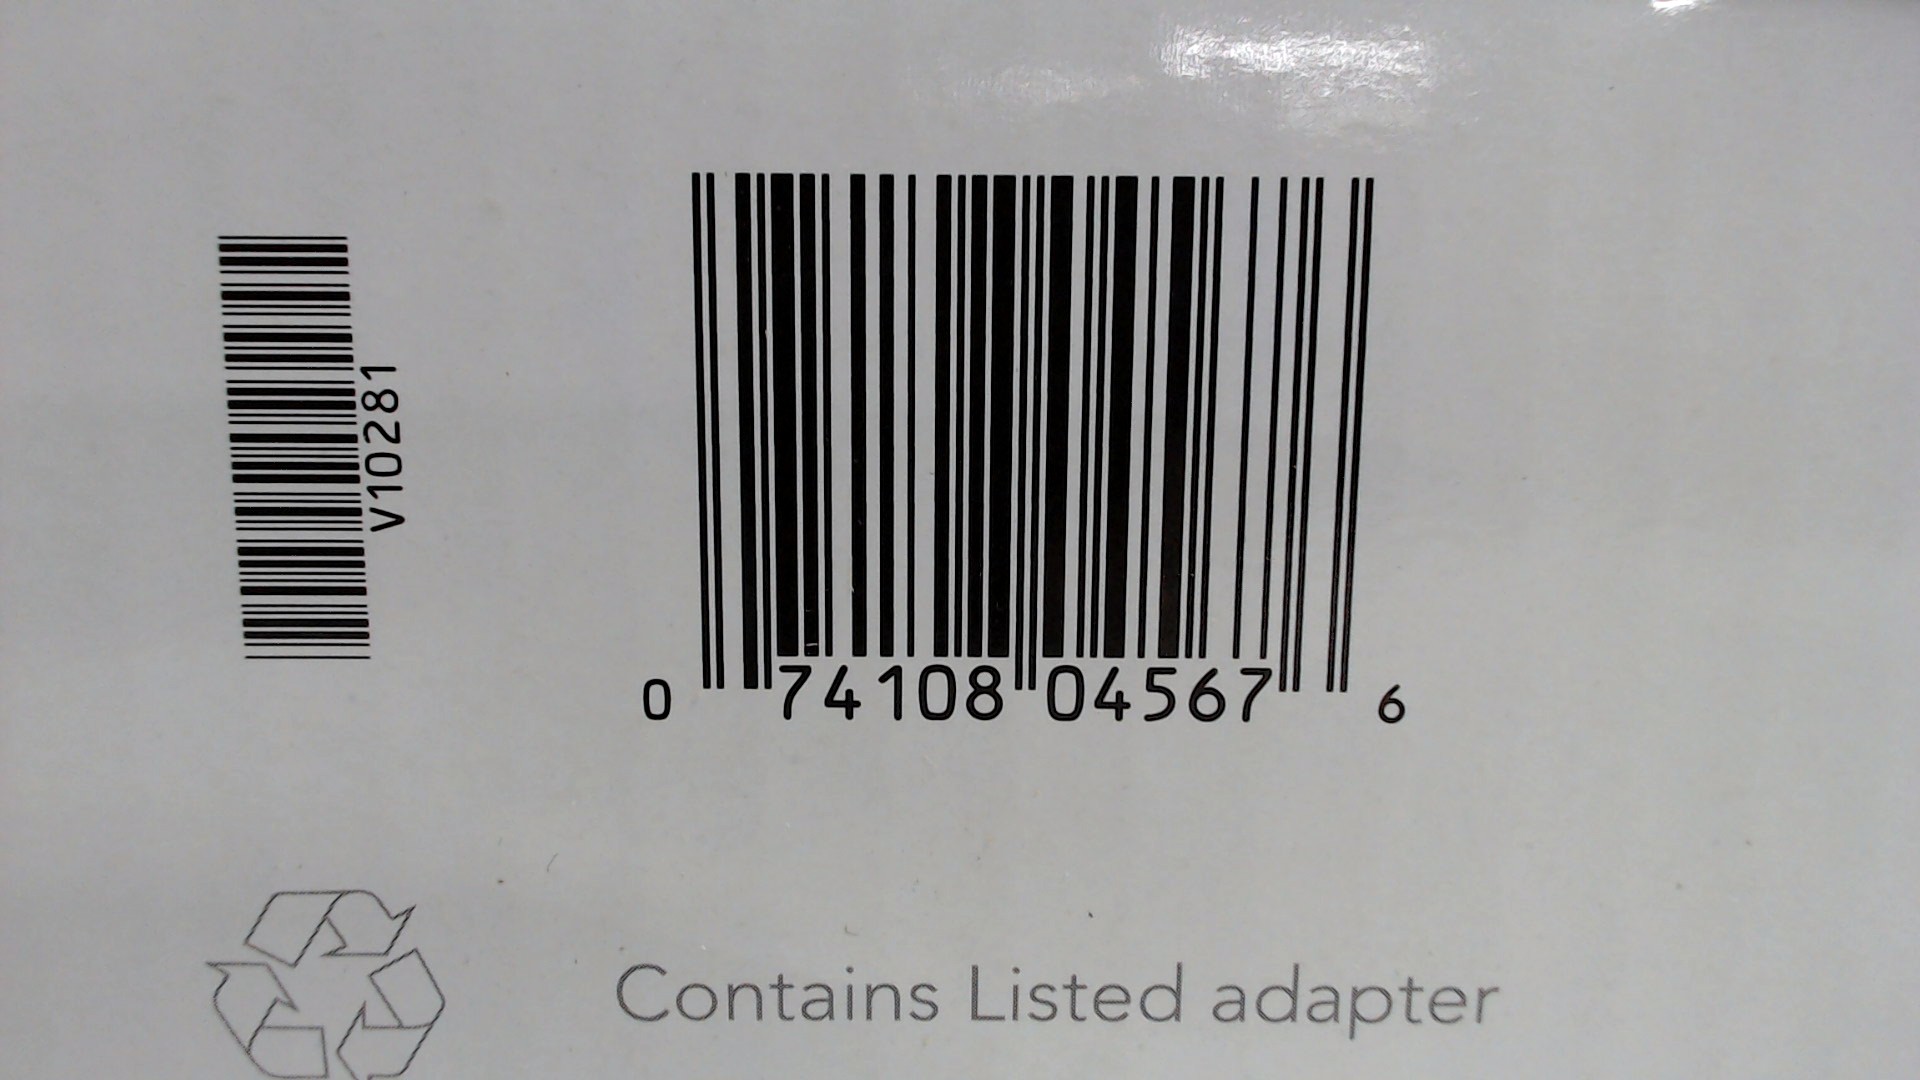 V10281
0 74108 04567 6
Contains Listed adapter